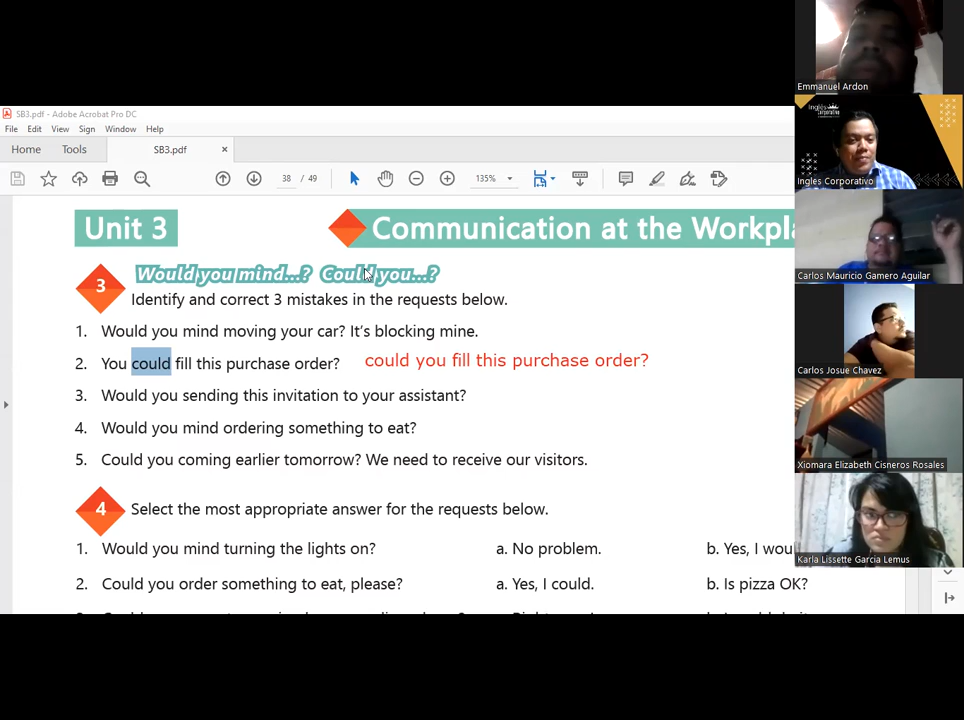 SB3.pdf - Adobe Acrobat Pro DC
File Edit View Sign Window Help
Home Tools SB3.pdf ×
38 / 49 135%
Unit 3 Communication at the Workpla
3 Would you mind...? Could you...?
Identify and correct 3 mistakes in the requests below.
1. Would you mind moving your car? It's blocking mine.
2. You could fill this purchase order? could you fill this purchase order?
3. Would you sending this invitation to your assistant?
4. Would you mind ordering something to eat?
5. Could you coming earlier tomorrow? We need to receive our visitors.
4 Select the most appropriate answer for the requests below.
1. Would you mind turning the lights on? a. No problem. b. Yes, I wou
2. Could you order something to eat, please? a. Yes, I could. b. Is pizza OK?
Emmanuel Ardon
Inglés Corporativo
Ingles Corporativo
Carlos Mauricio Gamero Aguilar
Carlos Josue Chavez
Xiomara Elizabeth Cisneros Rosales
Karla Lissette Garcia Lemus